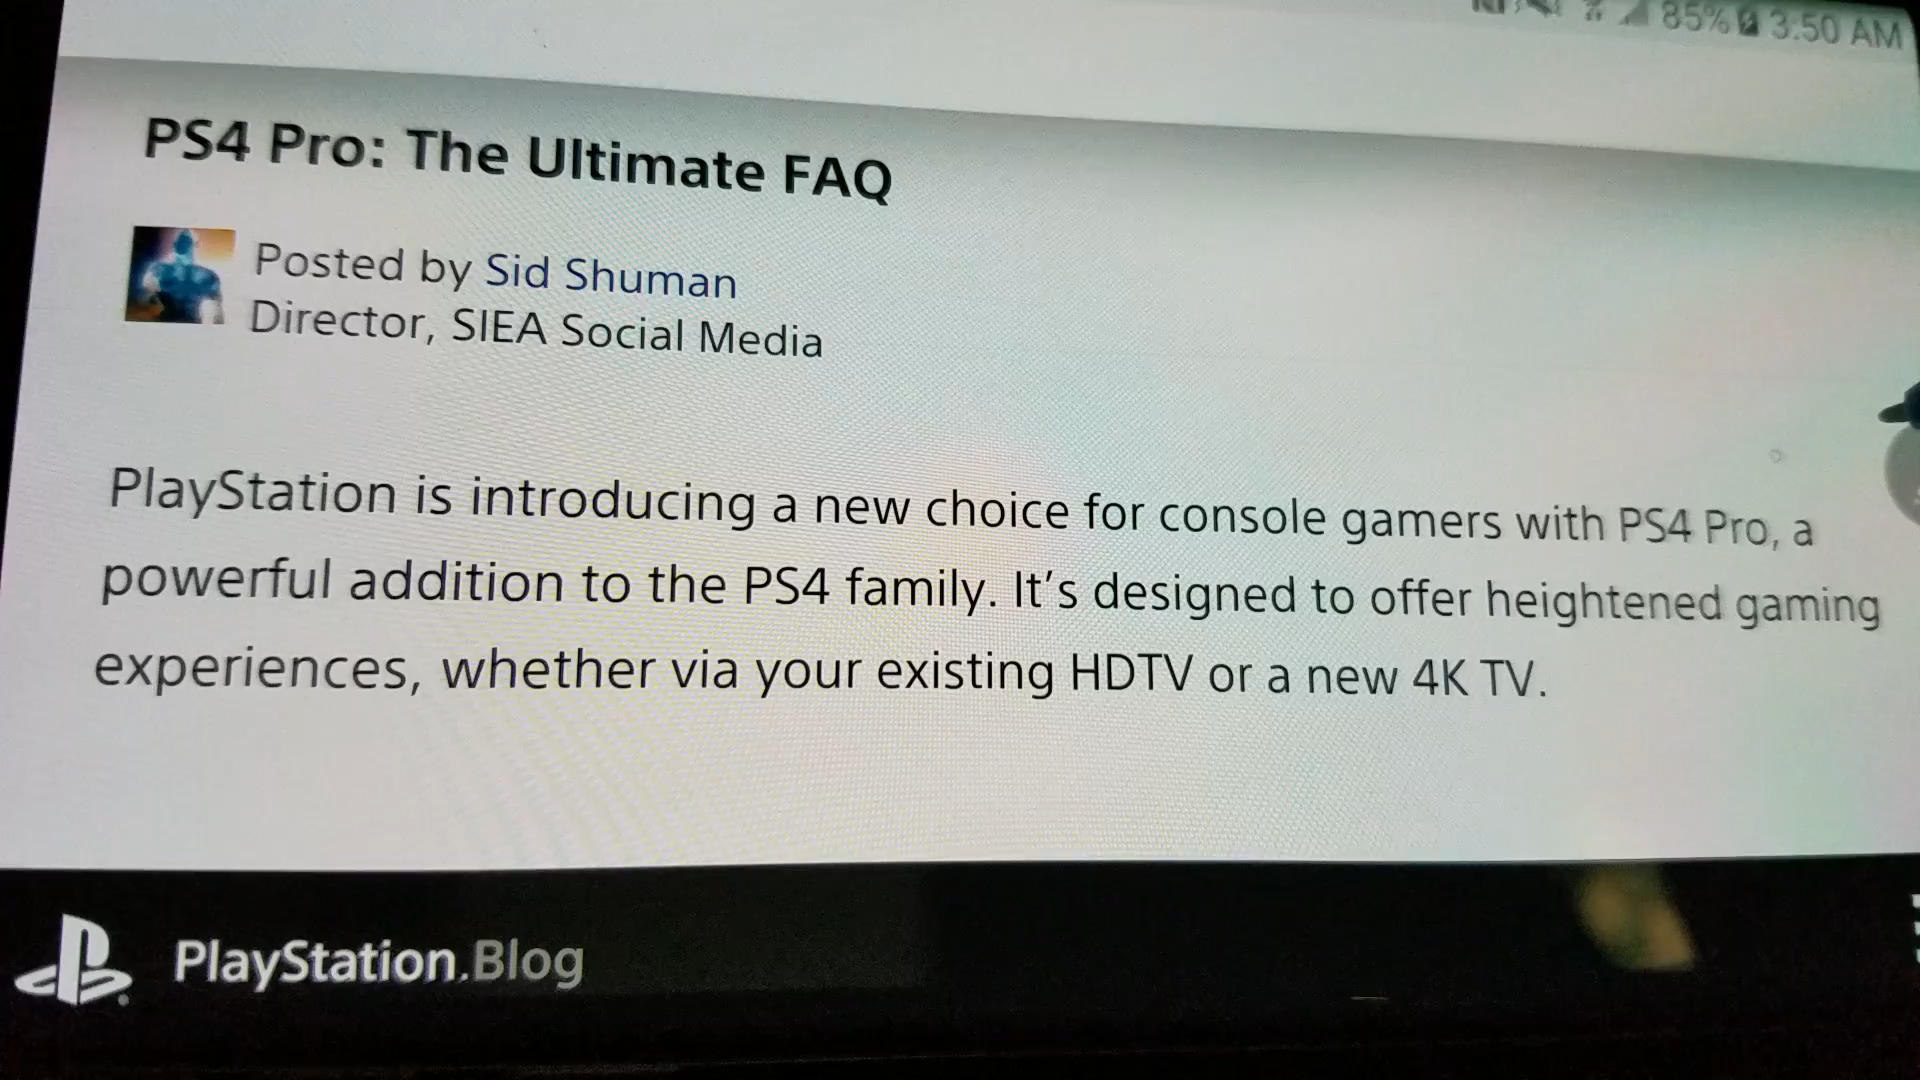 85% 3:50 AM
PS4 Pro: The Ultimate FAQ
Posted by Sid Shuman
Director, SIEA Social Media
PlayStation is introducing a new choice for console gamers with PS4 Pro, a
powerful addition to the PS4 family. It's designed to offer heightened gaming
experiences, whether via your existing HDTV or a new 4K TV.
PlayStation.Blog